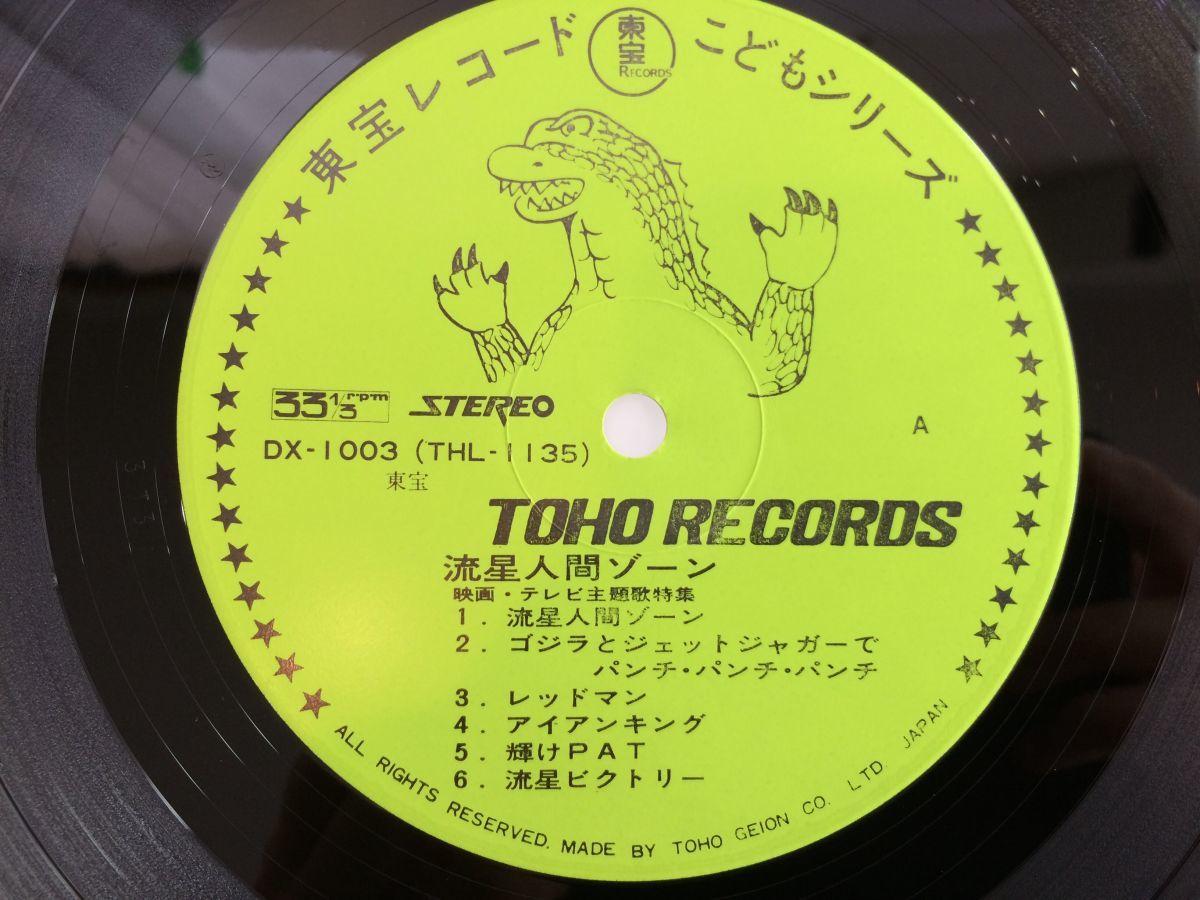 東宝レコード
東宝
RECORDS
こどもシリーズ
33 1/3 rpm STEREO
A
DX-1003 (THL-1135)
東宝
TOHO RECORDS
流星人間ゾーン
映画・テレビ主題歌特集
1. 流星人間ゾーン
2. ゴジラとジェットジャガーで
パンチ・パンチ・パンチ
3. レッドマン
4. アイアンキング
5. 輝けPAT
6. 流星ビクトリー
ALL RIGHTS RESERVED. MADE BY TOHO GEION CO. LTD. JAPAN